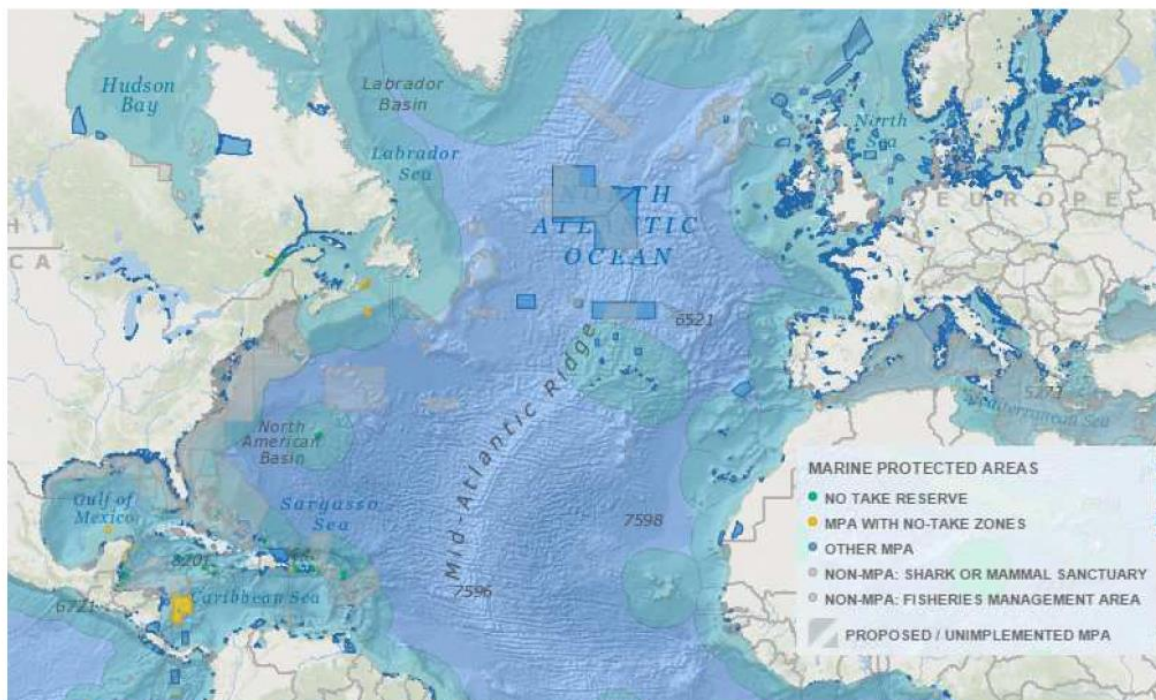 Hudson
Bay
Labrador
Basin
Labrador
Sea
North
Sea
EUROPE
NORTH
ATLANTIC
OCEAN
CA
6521
Mid-Atlantic Ridge
5273
Mediterranean Sea
North
American
Basin
Gulf of
Mexico
Sargasso
Sea
7598
8201
7596
6721
Caribbean Sea
MARINE PROTECTED AREAS
NO TAKE RESERVE
MPA WITH NO-TAKE ZONES
OTHER MPA
NON-MPA: SHARK OR MAMMAL SANCTUARY
NON-MPA: FISHERIES MANAGEMENT AREA
PROPOSED / UNIMPLEMENTED MPA